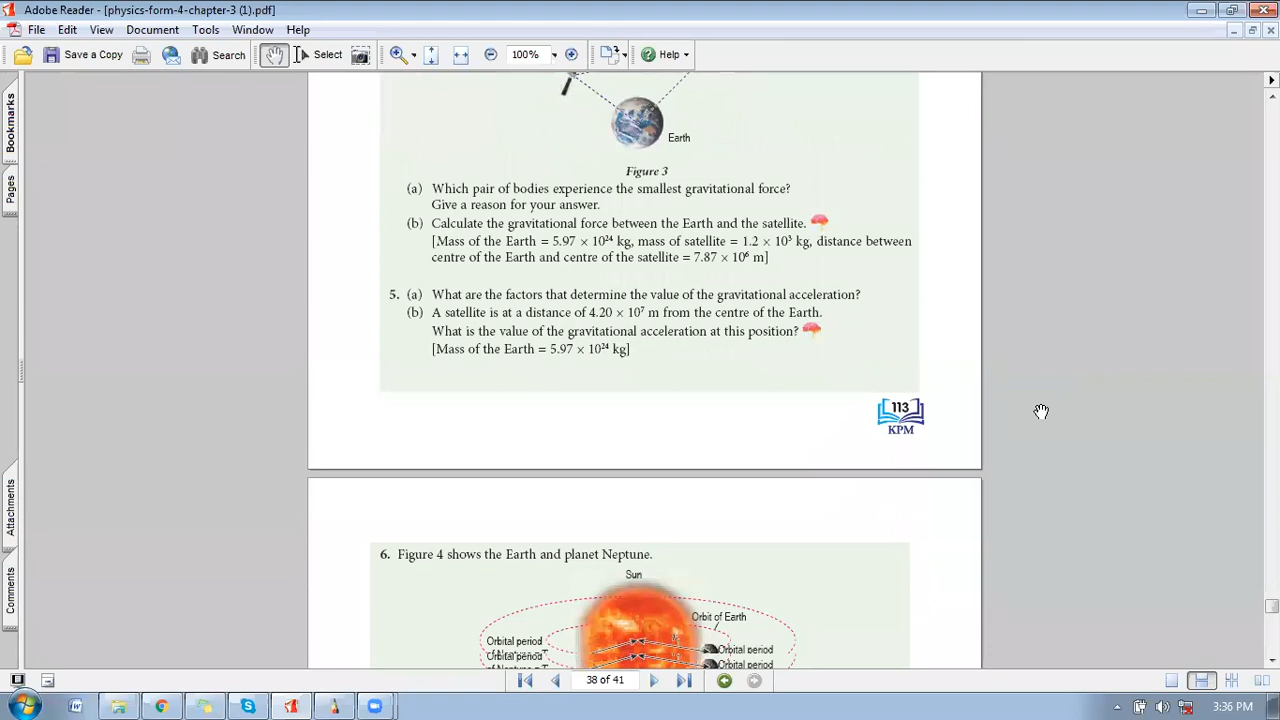 Adobe Reader - [physics-form-4-chapter-3 (1).pdf]
File Edit View Document Tools Window Help
Save a Copy Search Select 100% Help
Bookmarks
Pages
Attachments
Comments
Earth
Figure 3
(a) Which pair of bodies experience the smallest gravitational force?
Give a reason for your answer.
(b) Calculate the gravitational force between the Earth and the satellite.
[Mass of the Earth = 5.97 × 10²⁴ kg, mass of satellite = 1.2 × 10³ kg, distance between
centre of the Earth and centre of the satellite = 7.87 × 10⁶ m]
5. (a) What are the factors that determine the value of the gravitational acceleration?
(b) A satellite is at a distance of 4.20 × 10⁷ m from the centre of the Earth.
What is the value of the gravitational acceleration at this position?
[Mass of the Earth = 5.97 × 10²⁴ kg]
113
KPM
6. Figure 4 shows the Earth and planet Neptune.
Sun
Orbit of Earth
Orbital period
Orbital period
Orbital period
Orbital period
38 of 41
3:36 PM